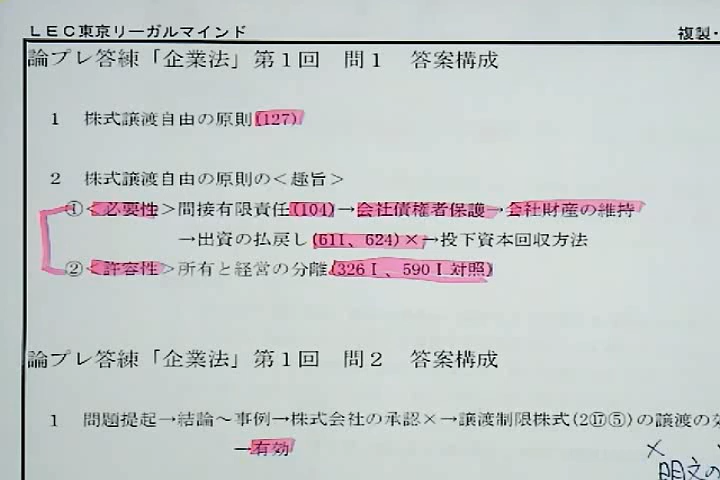 LEC東京リーガルマインド
複製・
論プレ答練「企業法」第1回 問1 答案構成
1 株式譲渡自由の原則(127)
2 株式譲渡自由の原則の＜趣旨＞
①＜必要性＞間接有限責任(104)→会社債権者保護→会社財産の維持
→出資の払戻し(611、624)×→投下資本回収方法
②＜許容性＞所有と経営の分離(326Ⅰ、590Ⅰ対照)
論プレ答練「企業法」第1回 問2 答案構成
1 問題提起→結論～事例→株式会社の承認×→譲渡制限株式(2⑰⑤)の譲渡の
→有効
×
明文の